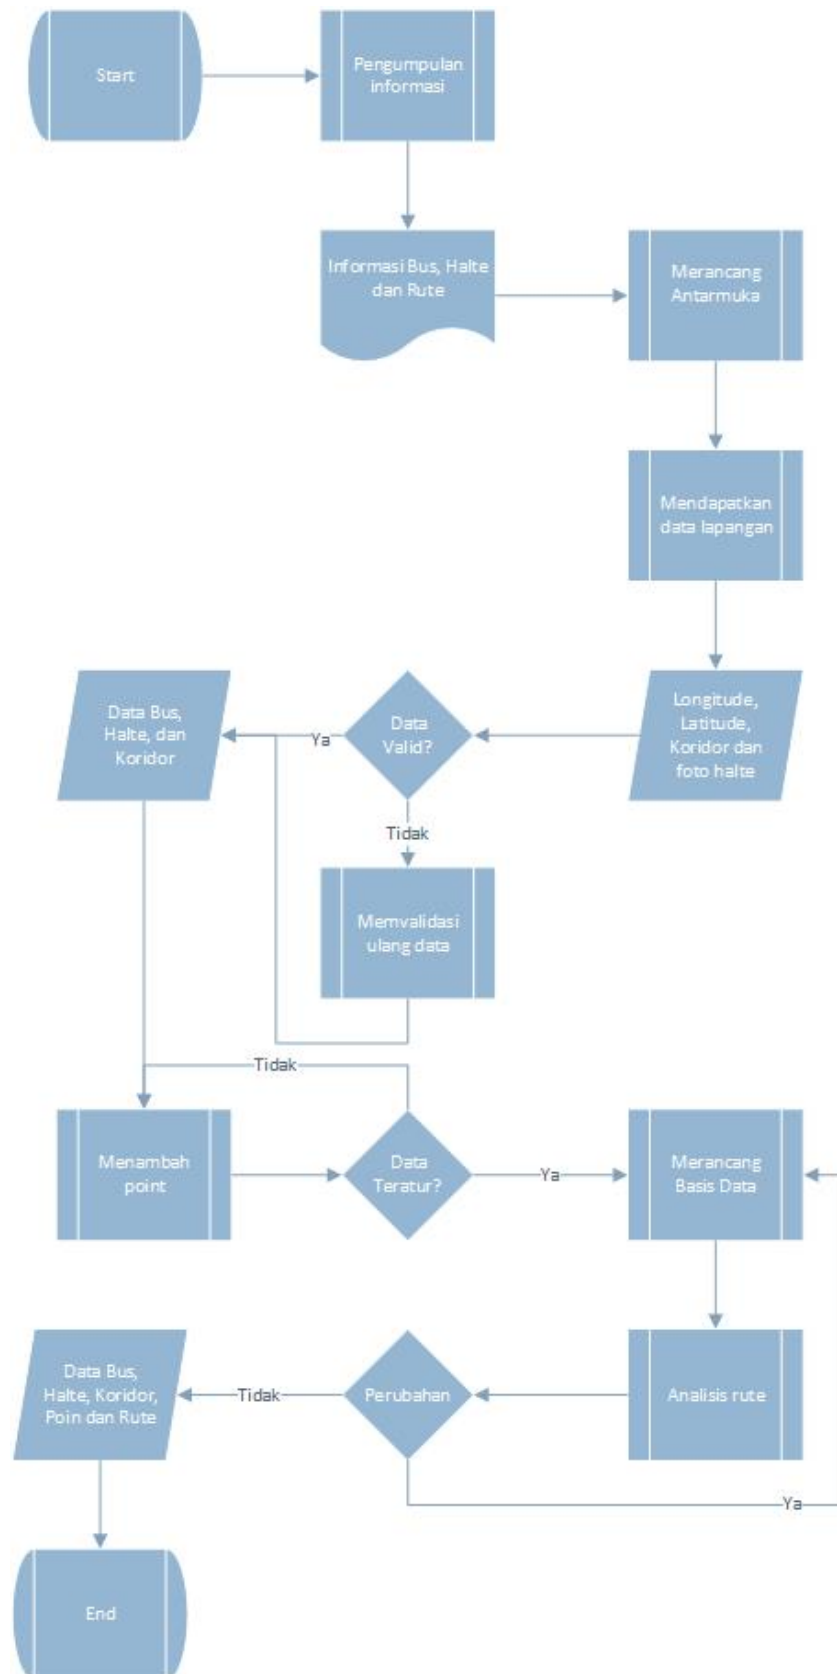 Start
Pengumpulan
informasi
Informasi Bus, Halte
dan Rute
Merancang
Antarmuka
Mendapatkan
data lapangan
Longitude,
Latitude,
Koridor dan
foto halte
Data
Valid?
Ya
Data Bus,
Halte, dan
Koridor
Tidak
Memvalidasi
ulang data
Tidak
Menambah
point
Data
Teratur?
Ya
Merancang
Basis Data
Analisis rute
Perubahan
Tidak
Data Bus,
Halte, Koridor,
Poin dan Rute
Ya
End